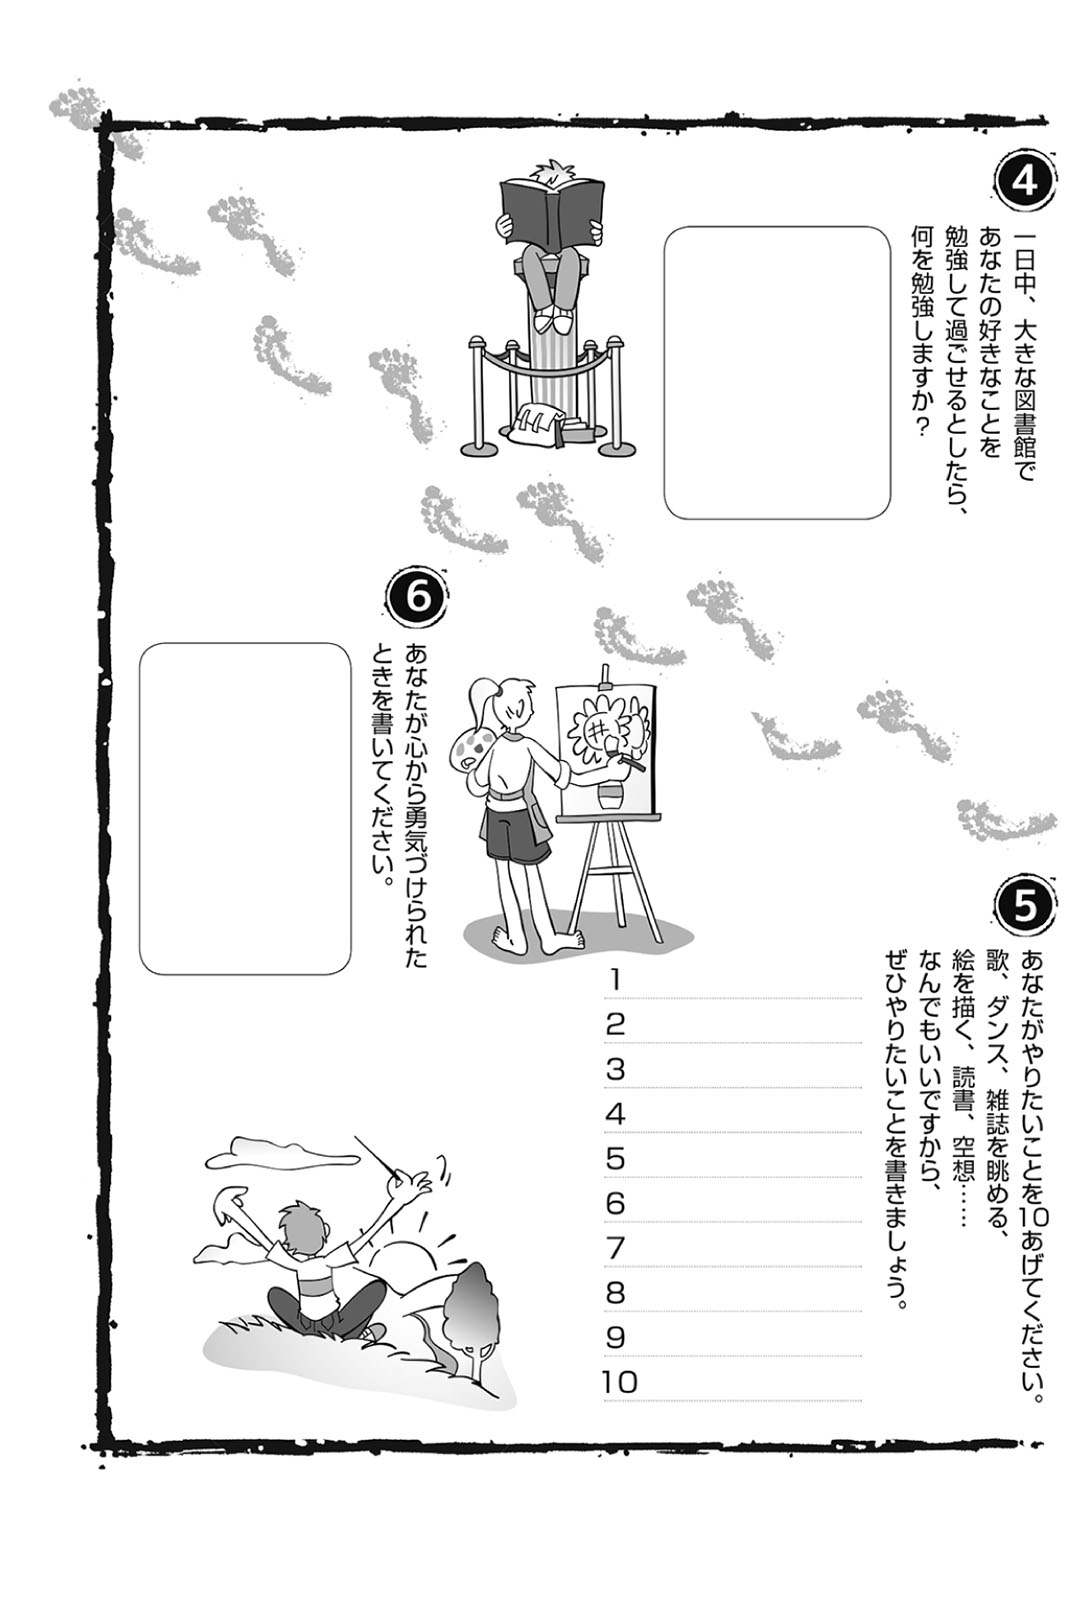 4
一日中、大きな図書館で
あなたの好きなことを
勉強して過ごせるとしたら、
何を勉強しますか？
5
あなたがやりたいことを10あげてください。
歌、ダンス、雑誌を眺める、
絵を描く、読書、空想……
なんでもいいですから、
ぜひやりたいことを書きましょう。
1
2
3
4
5
6
7
8
9
10
6
あなたが心から勇気づけられた
ときを書いてください。